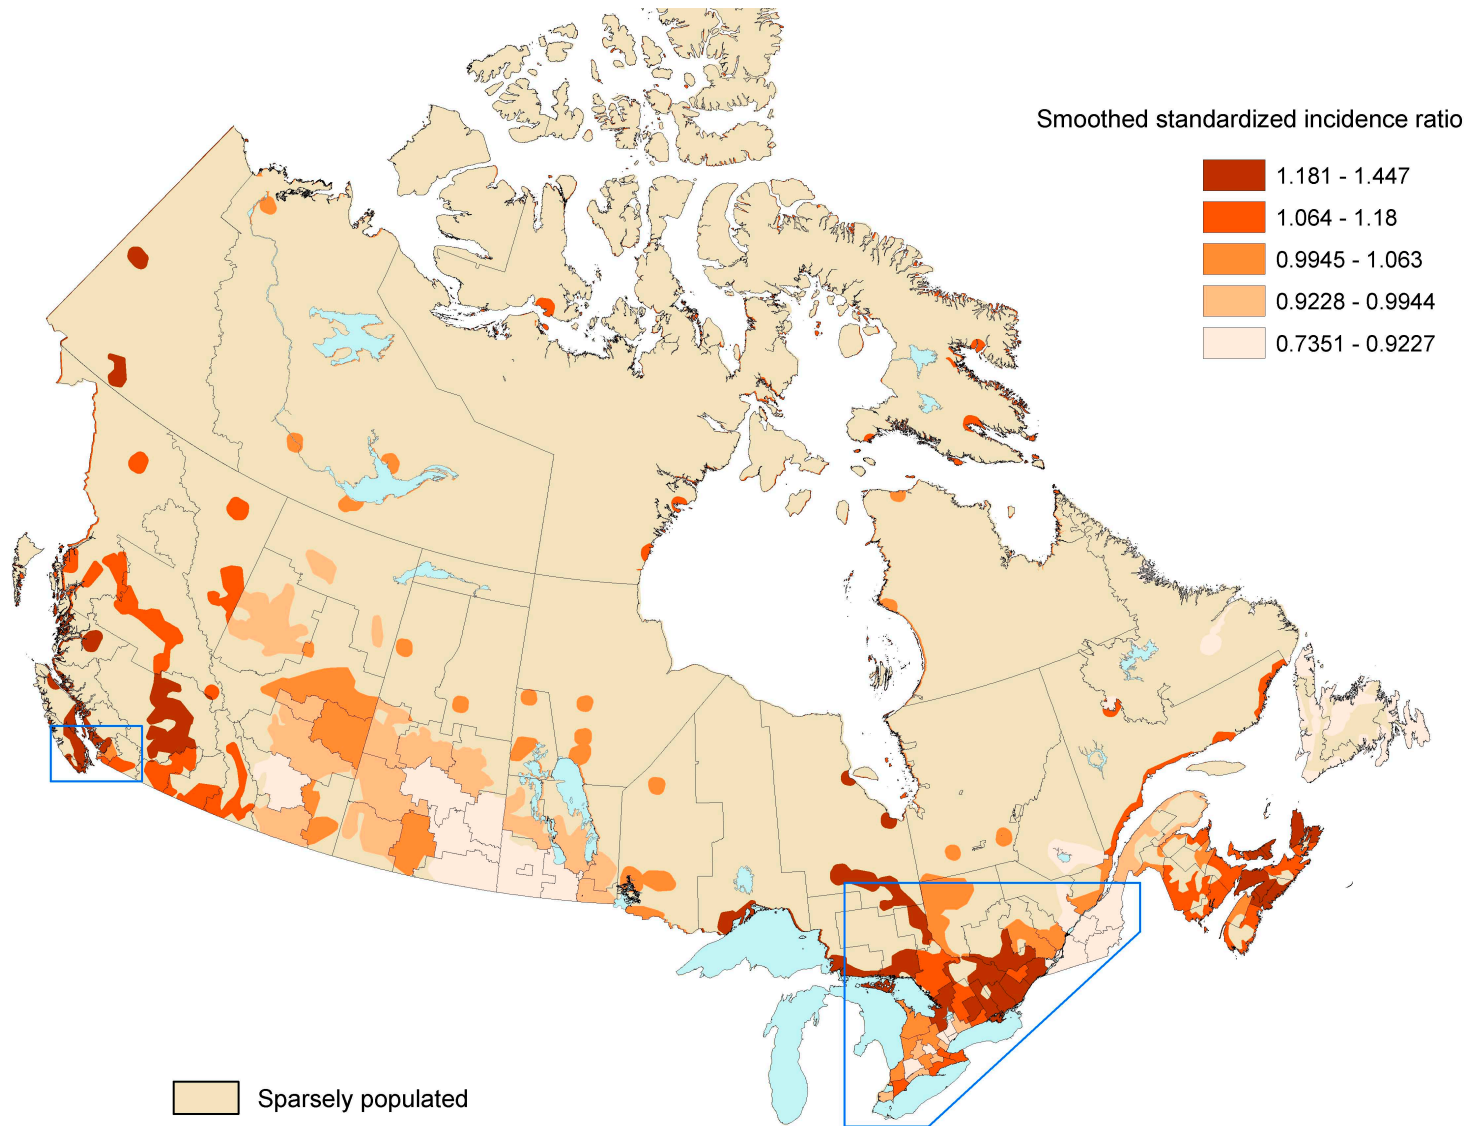 Smoothed standardized incidence ratio
1.181 - 1.447
1.064 - 1.18
0.9945 - 1.063
0.9228 - 0.9944
0.7351 - 0.9227
Sparsely populated